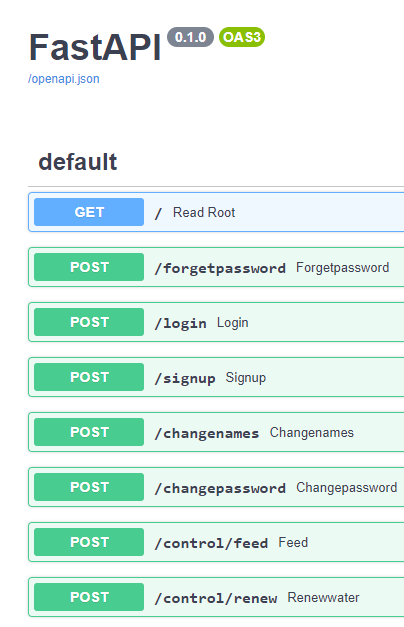 FastAPI 0.1.0 OAS3
/openapi.json
default
GET / Read Root
POST /forgetpassword Forgetpassword
POST /login Login
POST /signup Signup
POST /changenames Changenames
POST /changepassword Changepassword
POST /control/feed Feed
POST /control/renew Renewwater